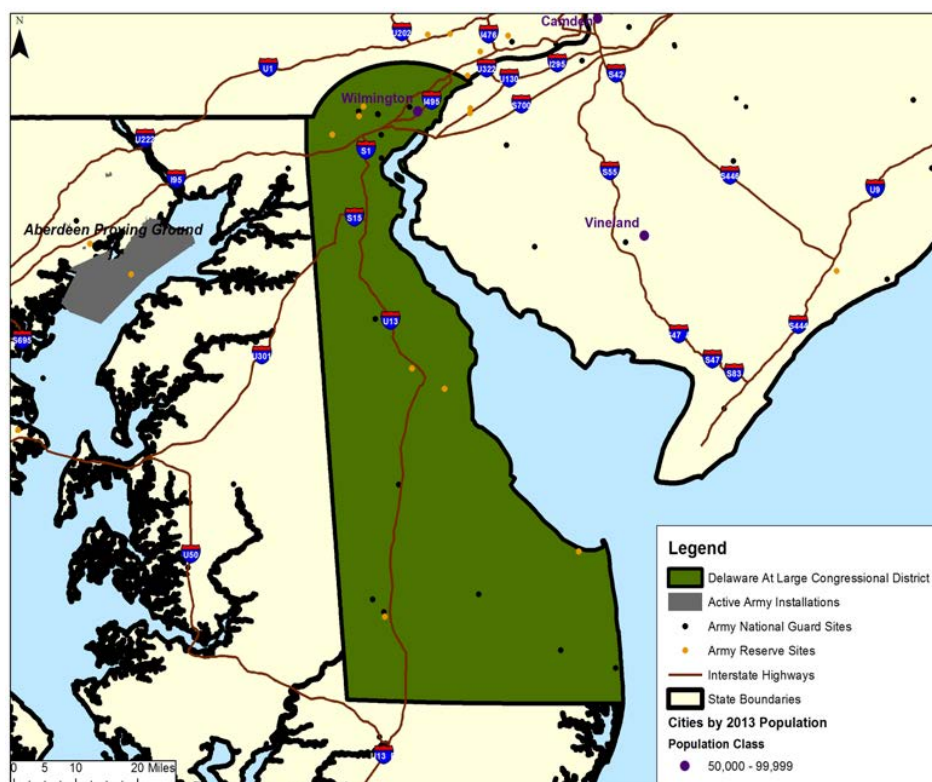 N
Camden
U202
I476
U1
U322
I295
U130
S42
Wilmington
I495
S700
U222
S1
I95
S55
S446
U9
S15
Aberdeen Proving Ground
Vineland
U13
S695
U301
S47
S444
S47
S83
U50
Legend
Delaware At Large Congressional District
Active Army Installations
Army National Guard Sites
Army Reserve Sites
Interstate Highways
State Boundaries
Cities by 2013 Population
Population Class
50,000 - 99,999
0 5 10 20 Miles